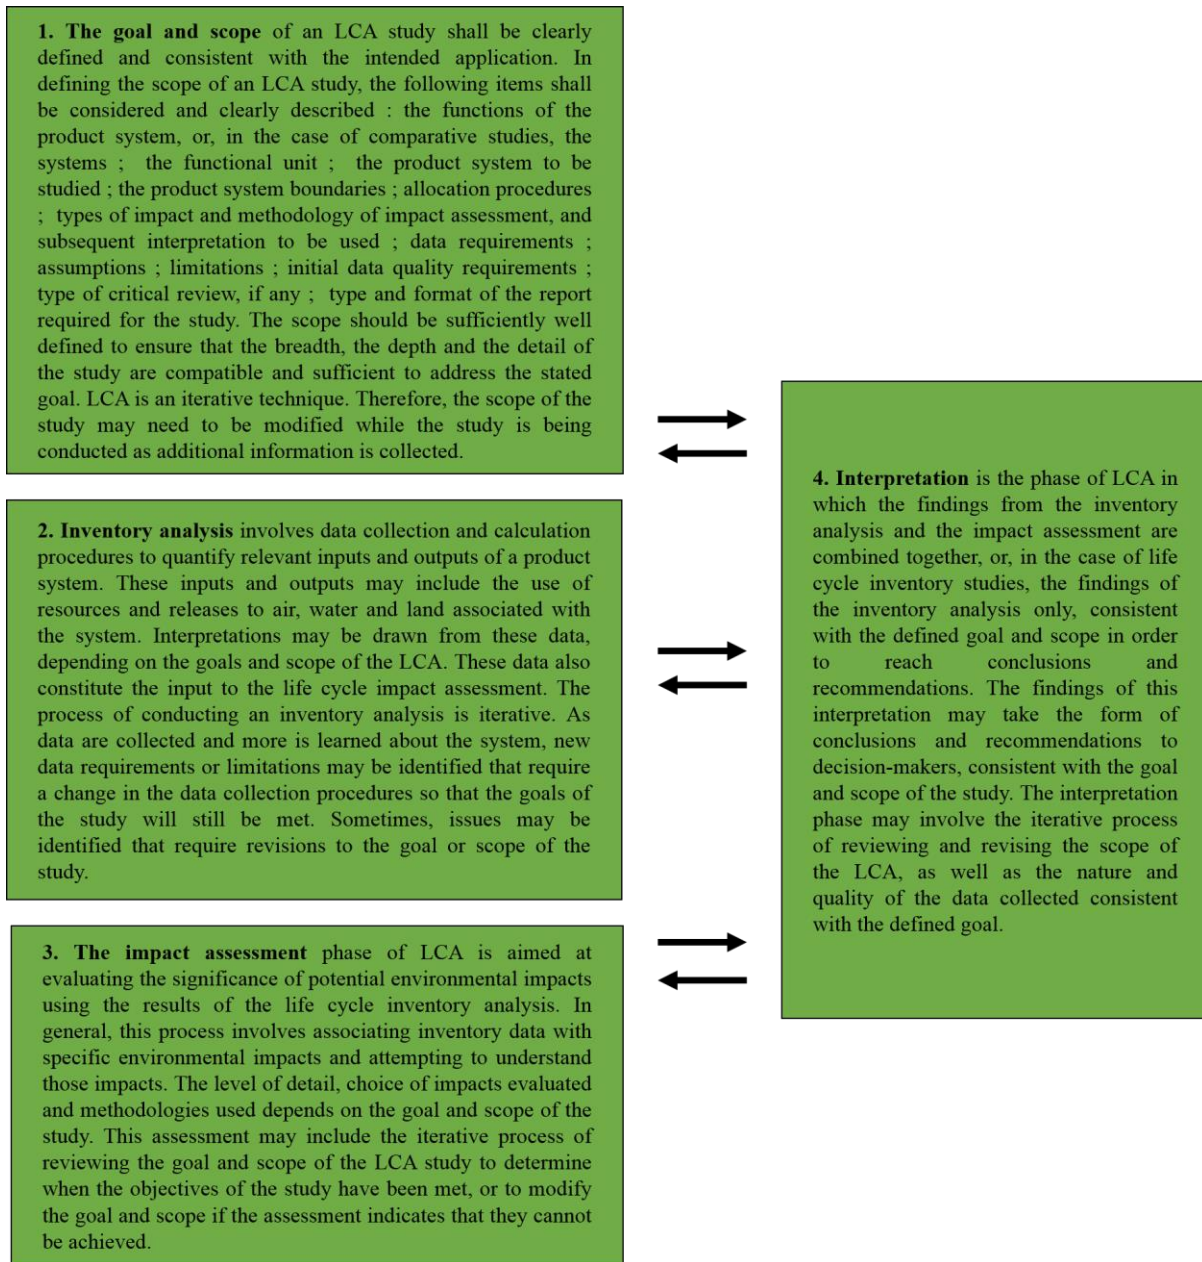 1. The goal and scope of an LCA study shall be clearly
defined and consistent with the intended application. In
defining the scope of an LCA study, the following items shall
be considered and clearly described : the functions of the
product system, or, in the case of comparative studies, the
systems ; the functional unit ; the product system to be
studied ; the product system boundaries ; allocation procedures
; types of impact and methodology of impact assessment, and
subsequent interpretation to be used ; data requirements ;
assumptions ; limitations ; initial data quality requirements ;
type of critical review, if any ; type and format of the report
required for the study. The scope should be sufficiently well
defined to ensure that the breadth, the depth and the detail of
the study are compatible and sufficient to address the stated
goal. LCA is an iterative technique. Therefore, the scope of the
study may need to be modified while the study is being
conducted as additional information is collected.
2. Inventory analysis involves data collection and calculation
procedures to quantify relevant inputs and outputs of a product
system. These inputs and outputs may include the use of
resources and releases to air, water and land associated with
the system. Interpretations may be drawn from these data,
depending on the goals and scope of the LCA. These data also
constitute the input to the life cycle impact assessment. The
process of conducting an inventory analysis is iterative. As
data are collected and more is learned about the system, new
data requirements or limitations may be identified that require
a change in the data collection procedures so that the goals of
the study will still be met. Sometimes, issues may be
identified that require revisions to the goal or scope of the
study.
3. The impact assessment phase of LCA is aimed at
evaluating the significance of potential environmental impacts
using the results of the life cycle inventory analysis. In
general, this process involves associating inventory data with
specific environmental impacts and attempting to understand
those impacts. The level of detail, choice of impacts evaluated
and methodologies used depends on the goal and scope of the
study. This assessment may include the iterative process of
reviewing the goal and scope of the LCA study to determine
when the objectives of the study have been met, or to modify
the goal and scope if the assessment indicates that they cannot
be achieved.
4. Interpretation is the phase of LCA in
which the findings from the inventory
analysis and the impact assessment are
combined together, or, in the case of life
cycle inventory studies, the findings of
the inventory analysis only, consistent
with the defined goal and scope in order
to reach conclusions and
recommendations. The findings of this
interpretation may take the form of
conclusions and recommendations to
decision-makers, consistent with the goal
and scope of the study. The interpretation
phase may involve the iterative process
of reviewing and revising the scope of
the LCA, as well as the nature and
quality of the data collected consistent
with the defined goal.